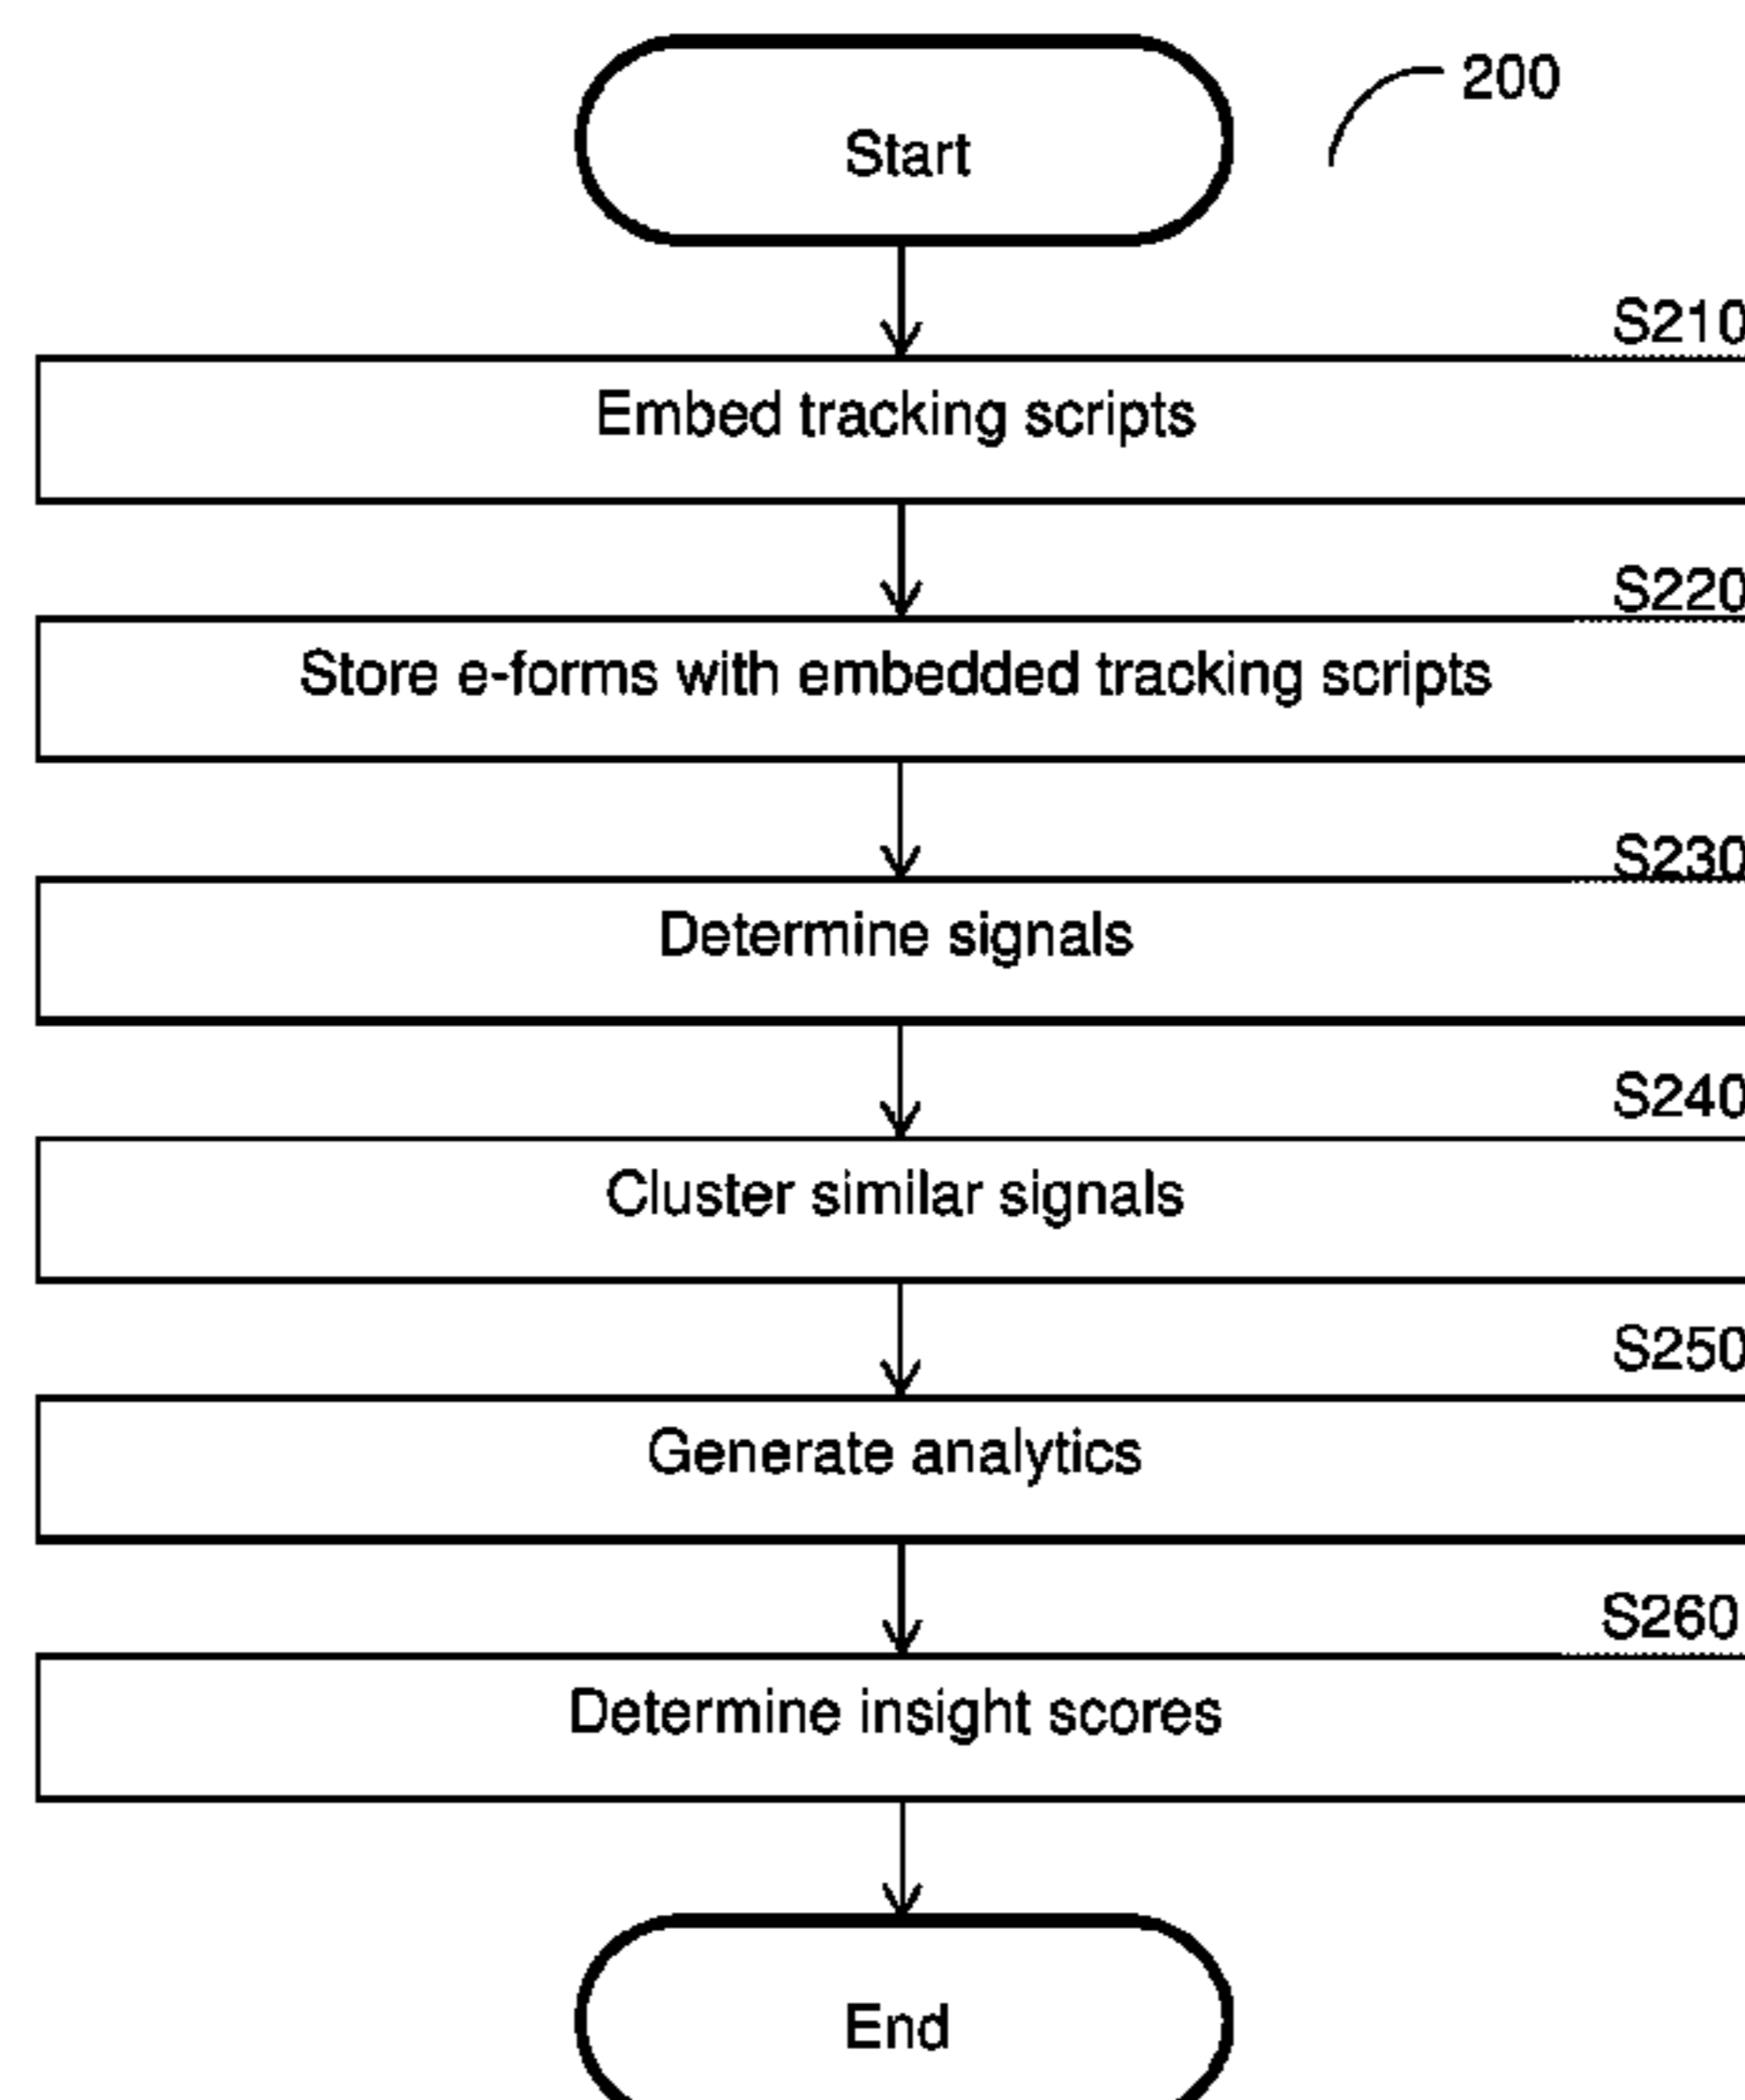 Start
200
S210
Embed tracking scripts
S220
Store e-forms with embedded tracking scripts
S230
Determine signals
S240
Cluster similar signals
S250
Generate analytics
S260
Determine insight scores
End